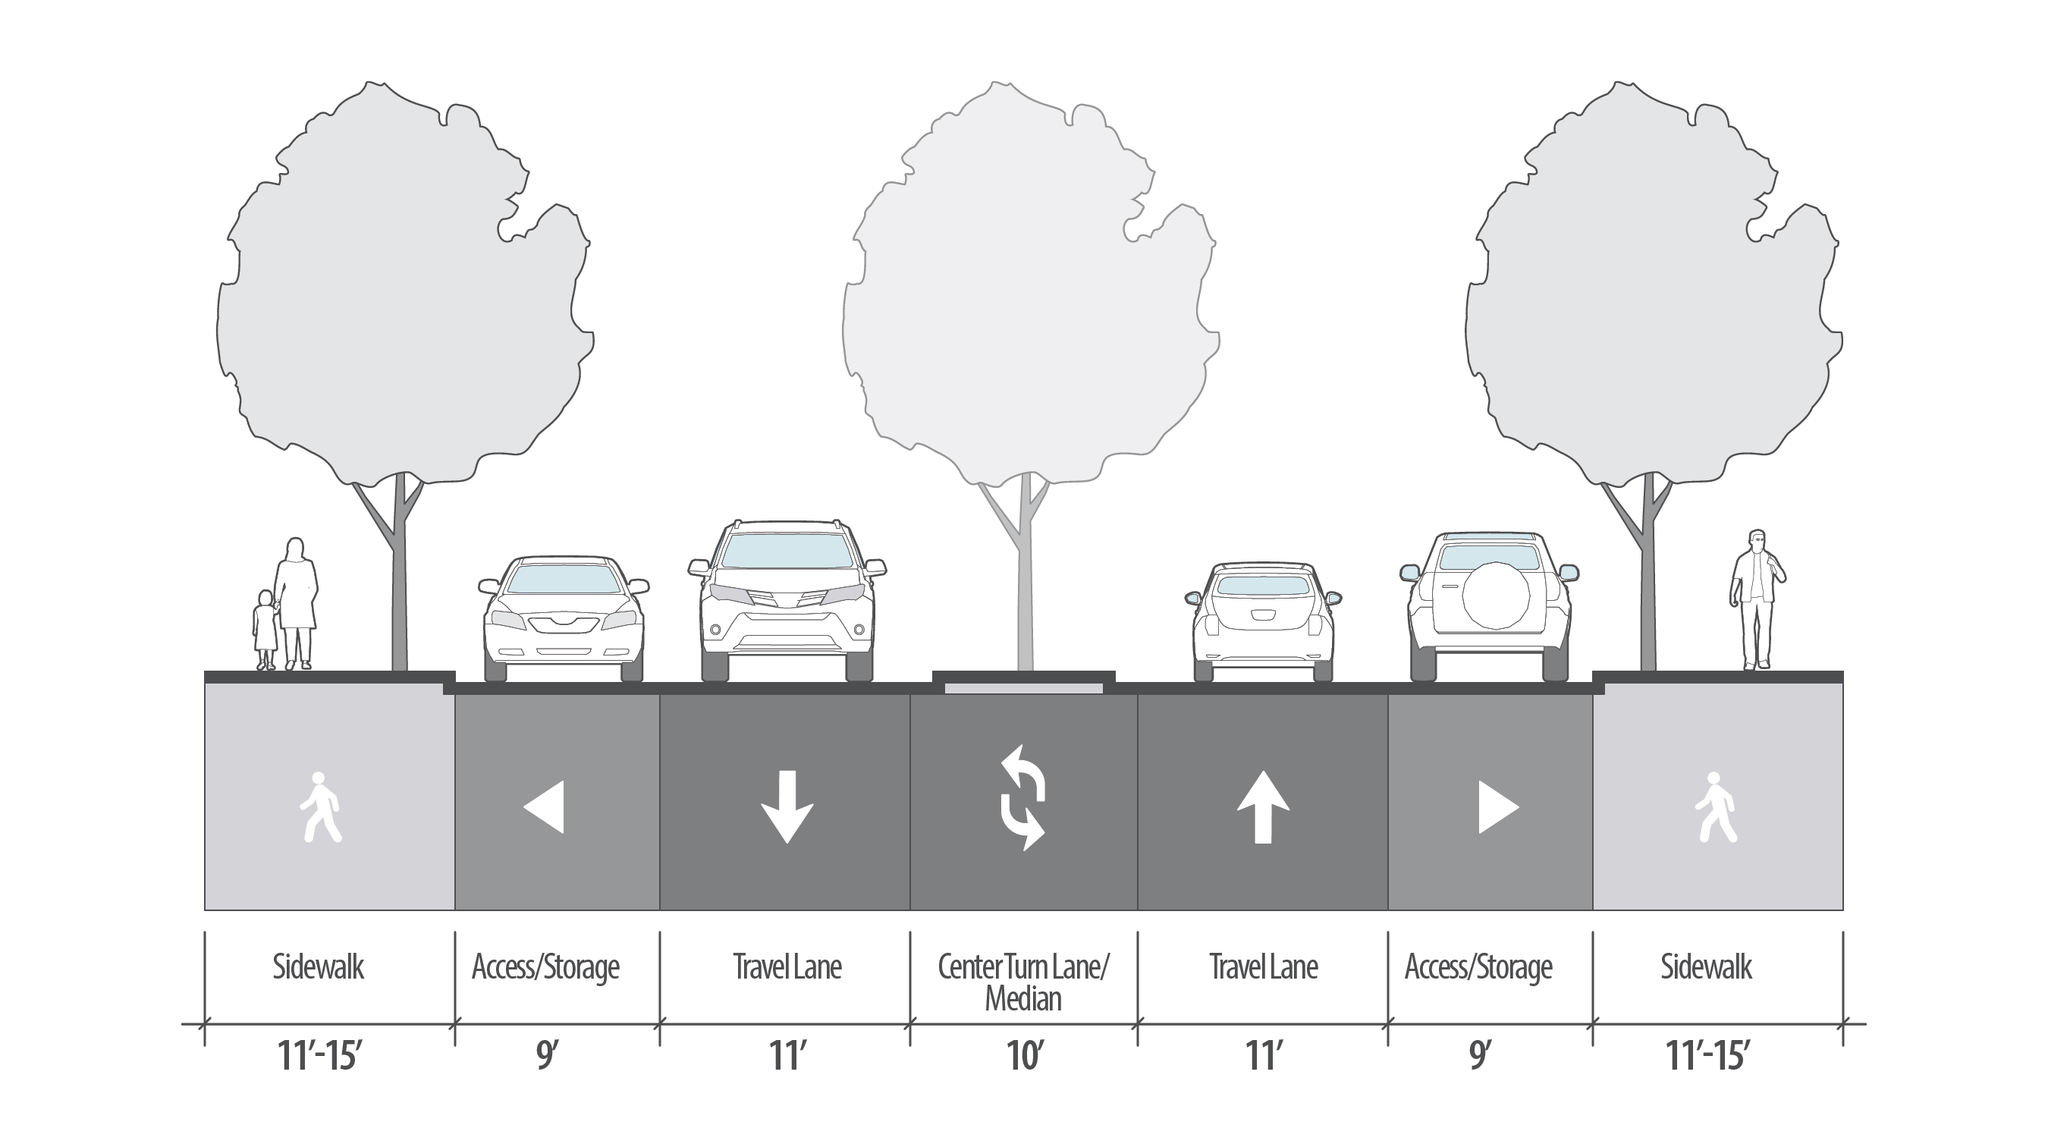 Sidewalk
Access/Storage
Travel Lane
Center Turn Lane/
Median
Travel Lane
Access/Storage
Sidewalk
11’-15’
9’
11’
10’
11’
9’
11’-15’